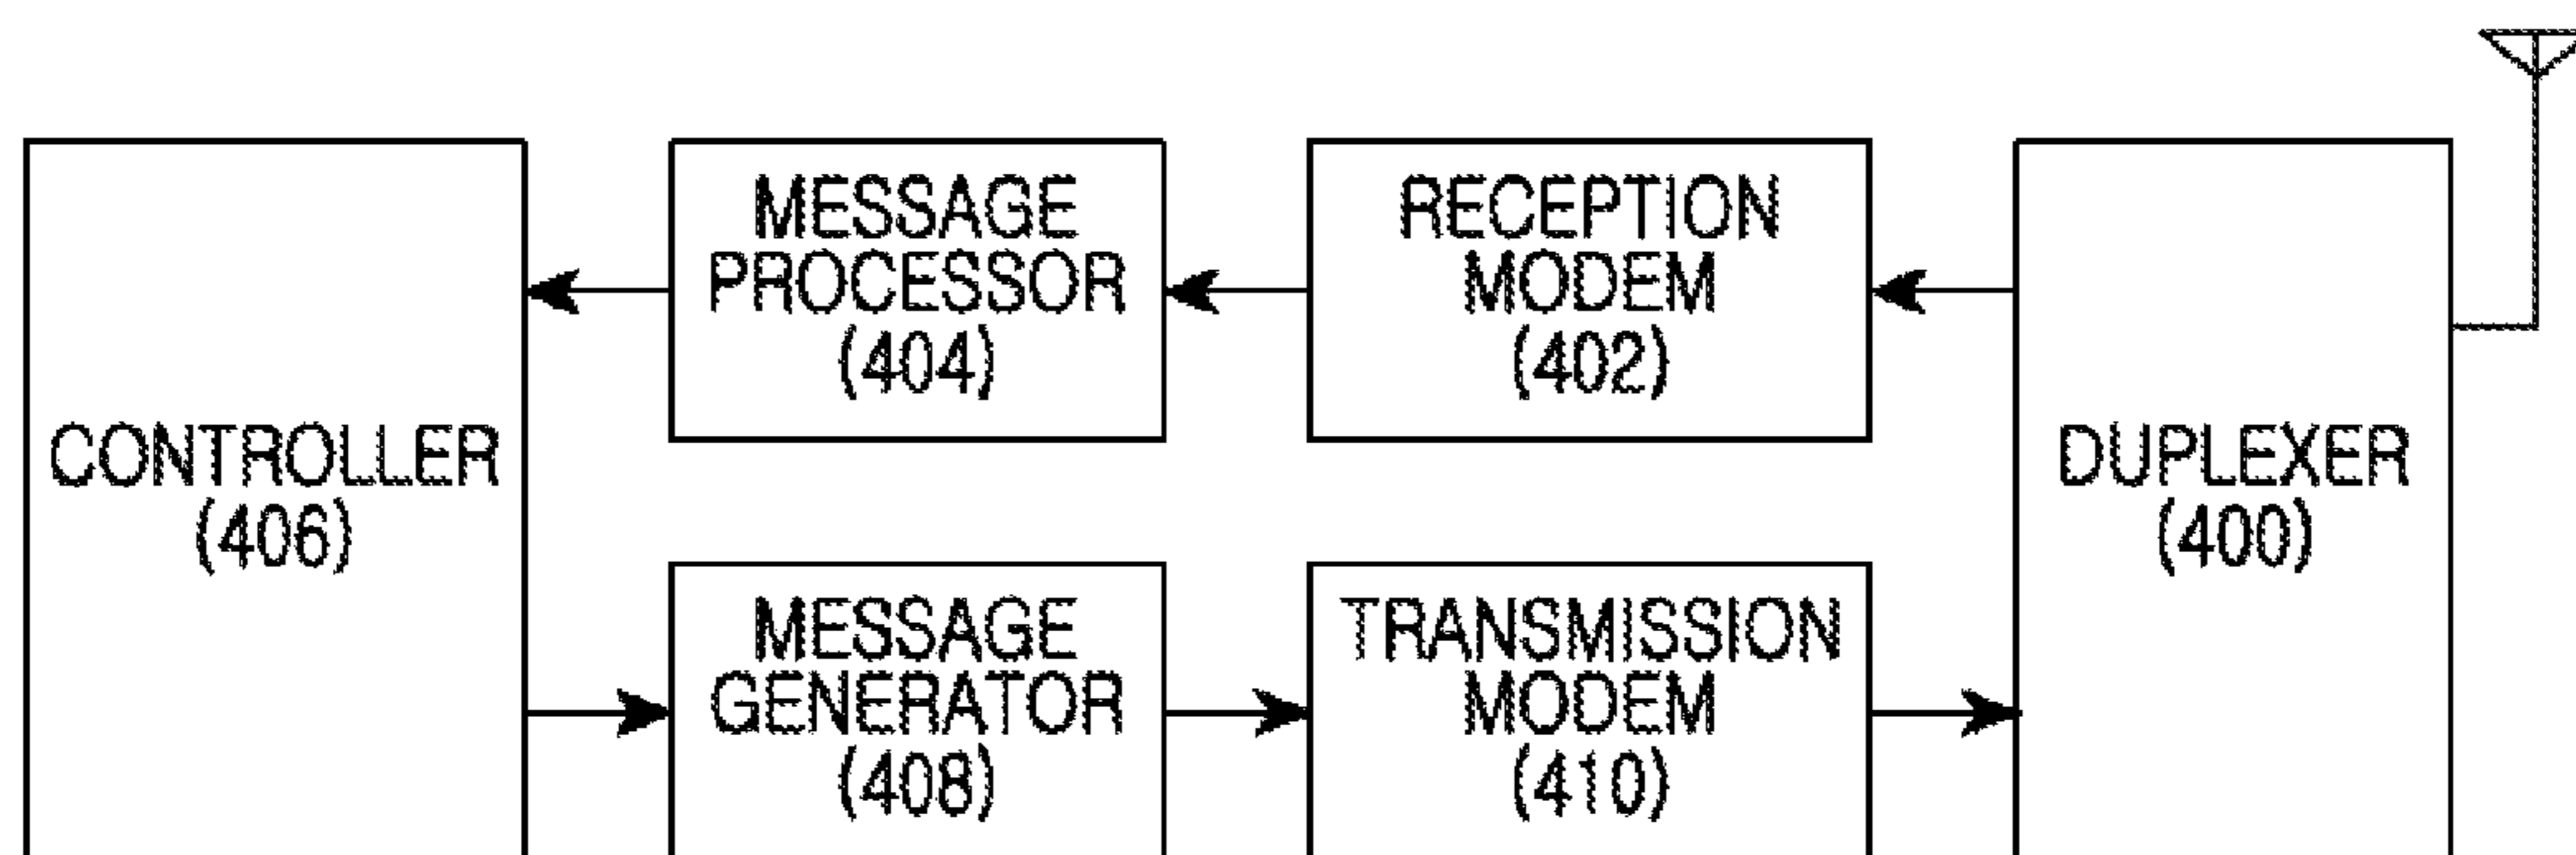 CONTROLLER
(406)
MESSAGE
PROCESSOR
(404)
RECEPTION
MODEM
(402)
MESSAGE
GENERATOR
(408)
TRANSMISSION
MODEM
(410)
DUPLEXER
(400)